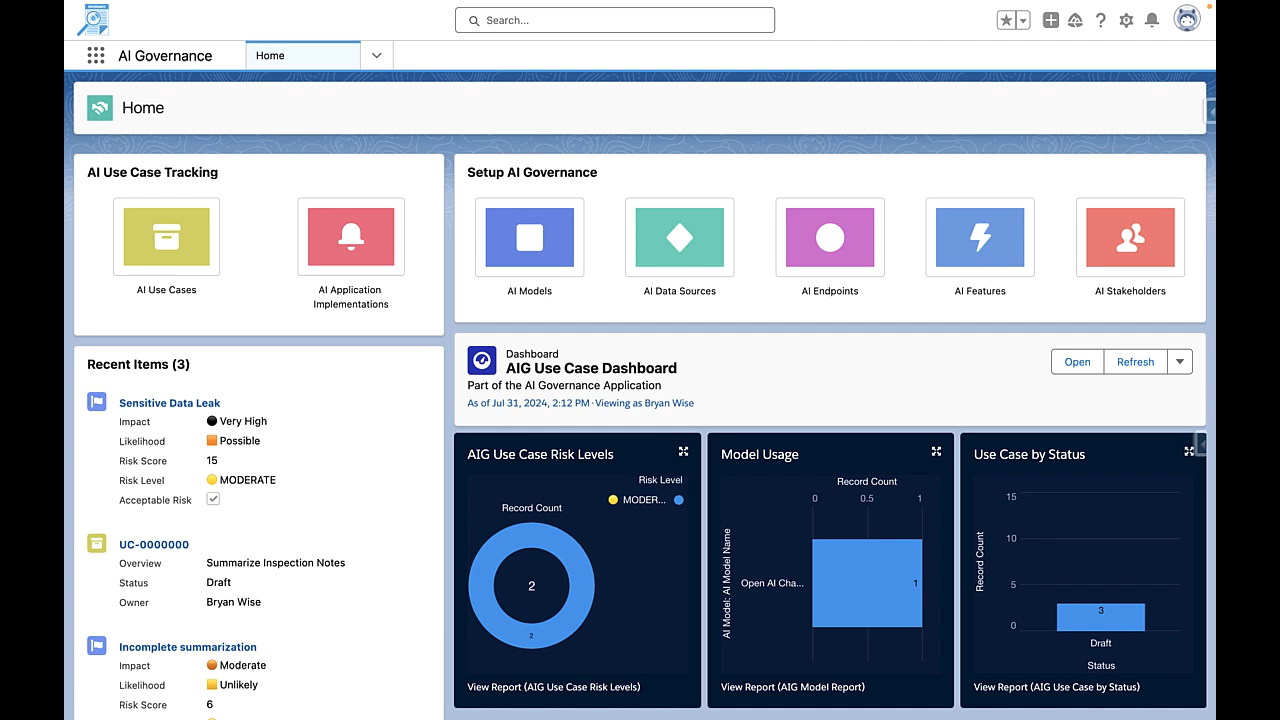 Search...
AI Governance
Home
Home
AI Use Case Tracking
AI Use Cases
AI Application
Implementations
Setup AI Governance
AI Models
AI Data Sources
AI Endpoints
AI Features
AI Stakeholders
Recent Items (3)
Sensitive Data Leak
Impact Very High
Likelihood Possible
Risk Score 15
Risk Level MODERATE
Acceptable Risk
UC-0000000
Overview Summarize Inspection Notes
Status Draft
Owner Bryan Wise
Incomplete summarization
Impact Moderate
Likelihood Unlikely
Risk Score 6
Dashboard
AIG Use Case Dashboard
Part of the AI Governance Application
As of Jul 31, 2024, 2:12 PM·Viewing as Bryan Wise
Open
Refresh
AIG Use Case Risk Levels
Risk Level
MODER...
Record Count
2
2
View Report (AIG Use Case Risk Levels)
Model Usage
Record Count
0 0.5 1
AI Model: AI Model Name
Open AI Cha...
1
View Report (AIG Model Report)
Use Case by Status
Record Count
15
10
5
0
3
Draft
Status
View Report (AIG Use Case by Status)